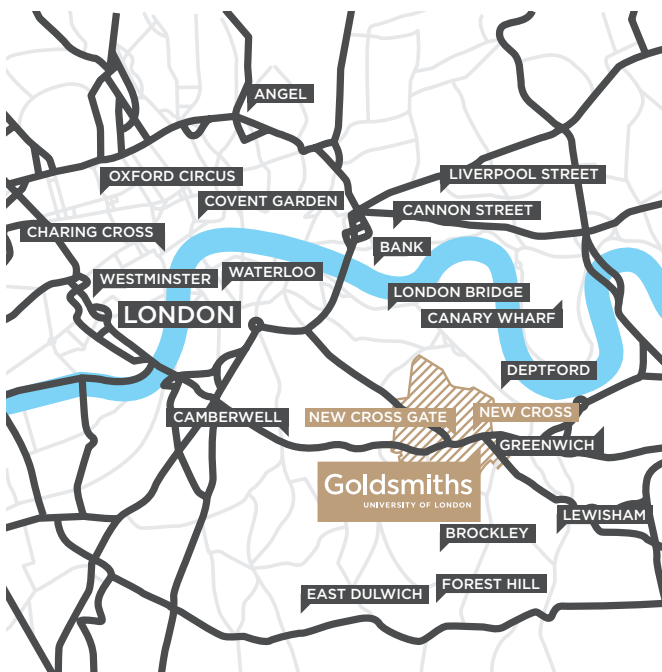 ANGEL
OXFORD CIRCUS
LIVERPOOL STREET
COVENT GARDEN
CANNON STREET
CHARING CROSS
BANK
WESTMINSTER
WATERLOO
LONDON BRIDGE
LONDON
CANARY WHARF
DEPTFORD
CAMBERWELL
NEW CROSS GATE
NEW CROSS
GREENWICH
Goldsmiths
UNIVERSITY OF LONDON
LEWISHAM
BROCKLEY
FOREST HILL
EAST DULWICH